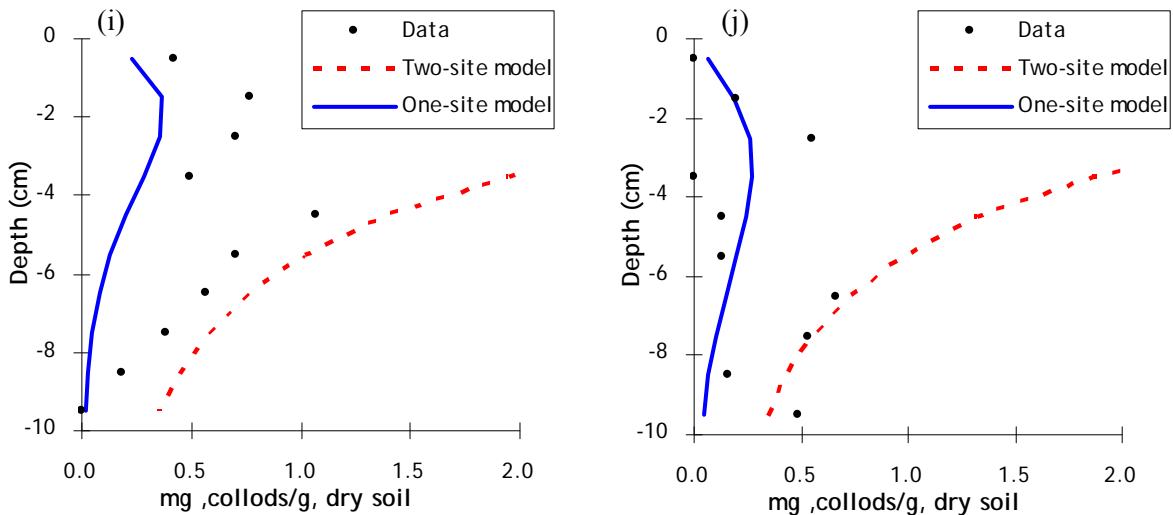 (i)
Data
Two-site model
One-site model
0
-2
-4
-6
-8
-10
Depth (cm)
0.0 0.5 1.0 1.5 2.0
mg ,collods/g, dry soil
(j)
Data
Two-site model
One-site model
0
-2
-4
-6
-8
-10
Depth (cm)
0.0 0.5 1.0 1.5 2.0
mg ,collods/g, dry soil